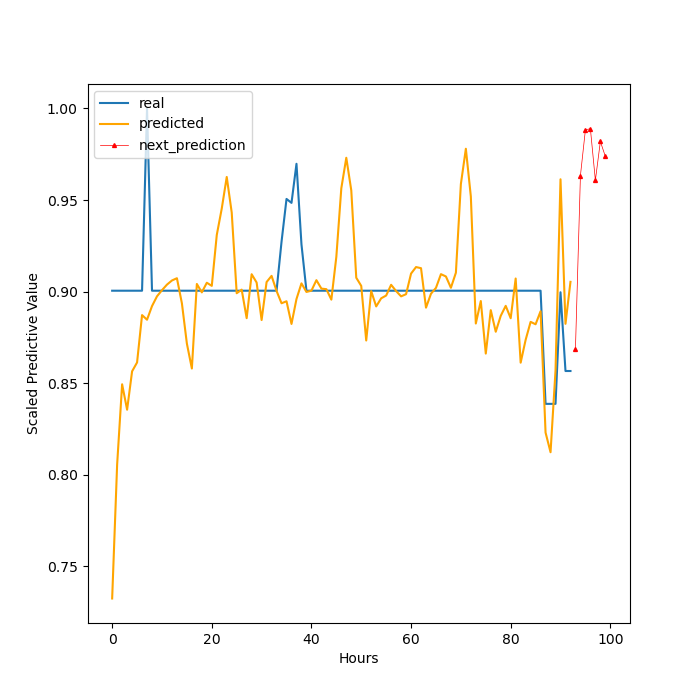 real
predicted
next_prediction
1.00
0.95
0.90
0.85
0.80
0.75
Scaled Predictive Value
0 20 40 60 80 100
Hours